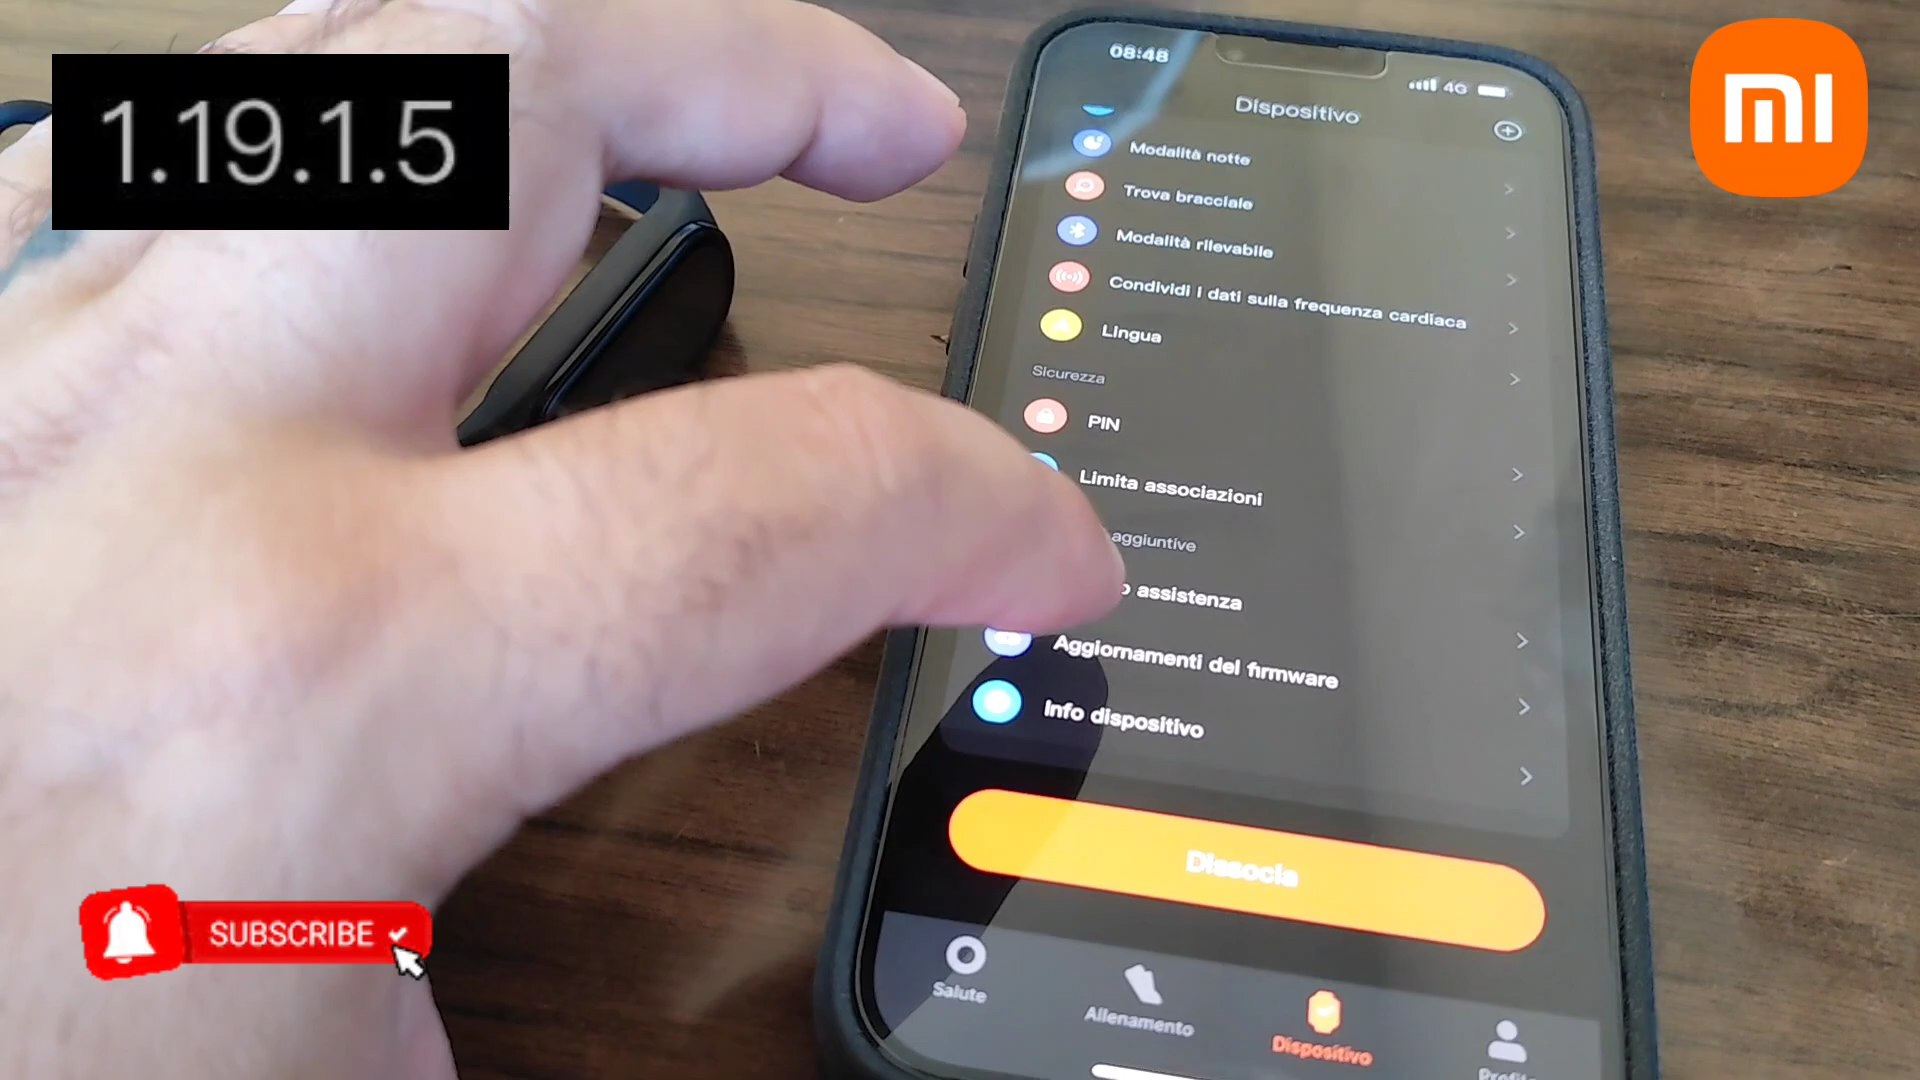 1.19.1.5
mi
08:48
4G
Dispositivo
Modalità notte
Trova bracciale
Modalità rilevabile
Condividi i dati sulla frequenza cardiaca
Lingua
Sicurezza
PIN
Limita associazioni
aggiuntive
assistenza
Aggiornamenti del firmware
Info dispositivo
Dissocia
SUBSCRIBE
Salute
Allenamento
Dispositivo